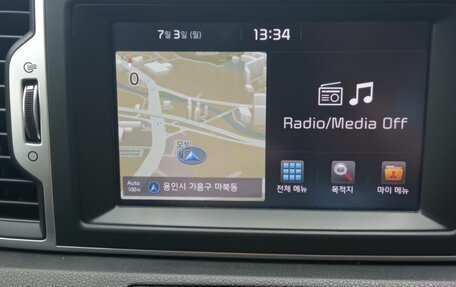 7월 3일 (월) 13:34
0
Radio/Media Off
Auto
100m
용인시 기흥구 마북동
전체 메뉴 목적지 마이 메뉴